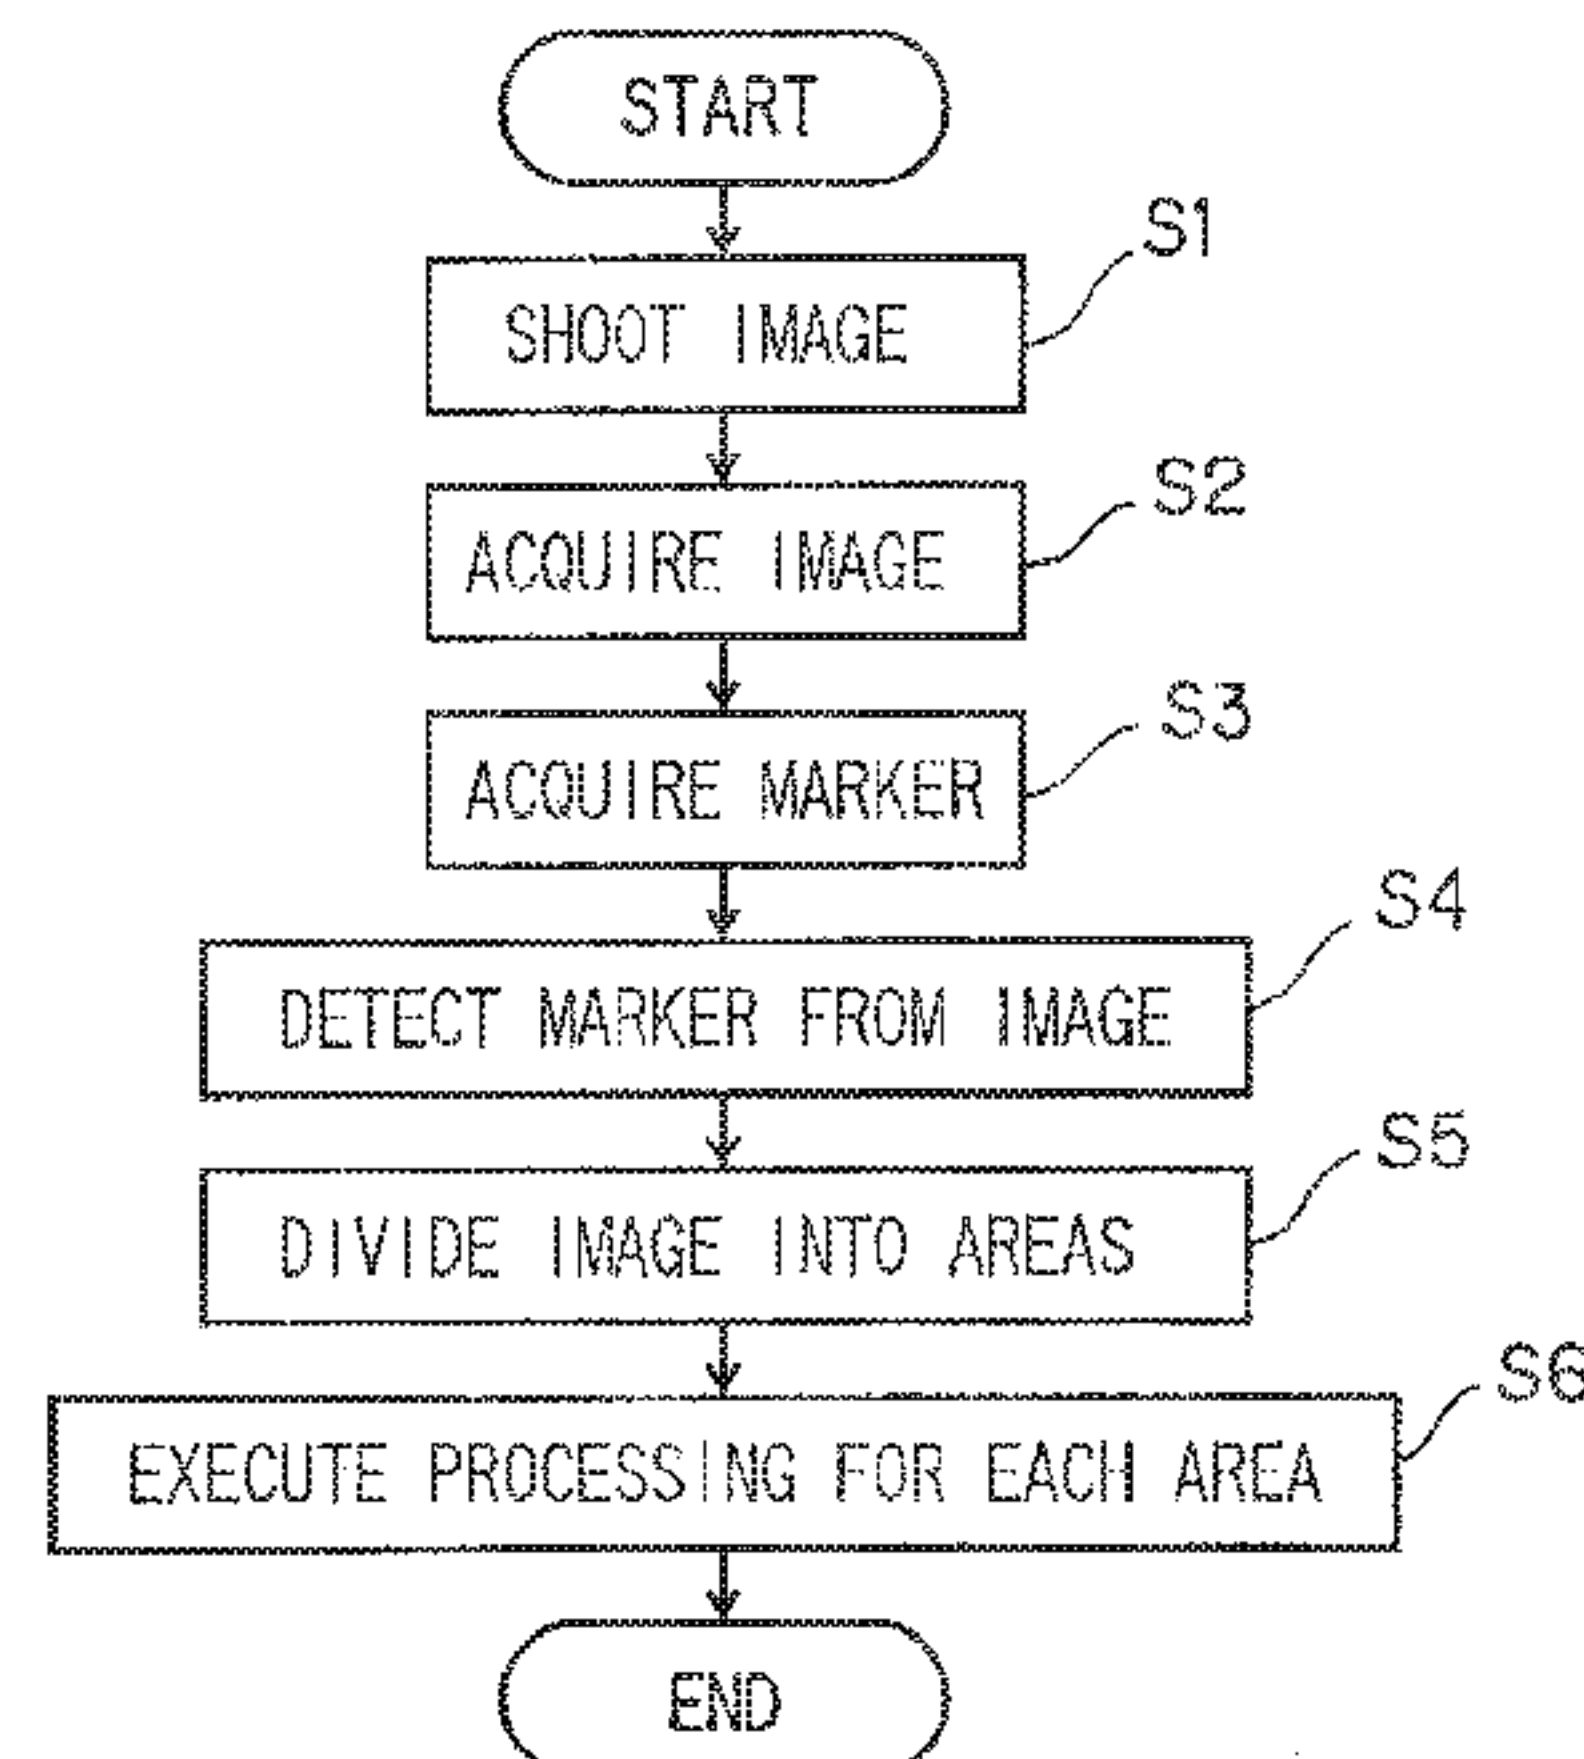 START
S1
SHOOT IMAGE
S2
ACQUIRE IMAGE
S3
ACQUIRE MARKER
S4
DETECT MARKER FROM IMAGE
S5
DIVIDE IMAGE INTO AREAS
S6
EXECUTE PROCESSING FOR EACH AREA
END